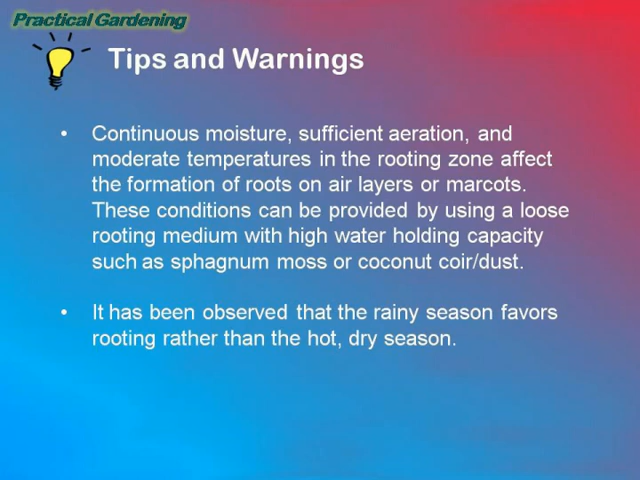 Practical Gardening
Tips and Warnings
• Continuous moisture, sufficient aeration, and
moderate temperatures in the rooting zone affect
the formation of roots on air layers or marcots.
These conditions can be provided by using a loose
rooting medium with high water holding capacity
such as sphagnum moss or coconut coir/dust.
• It has been observed that the rainy season favors
rooting rather than the hot, dry season.